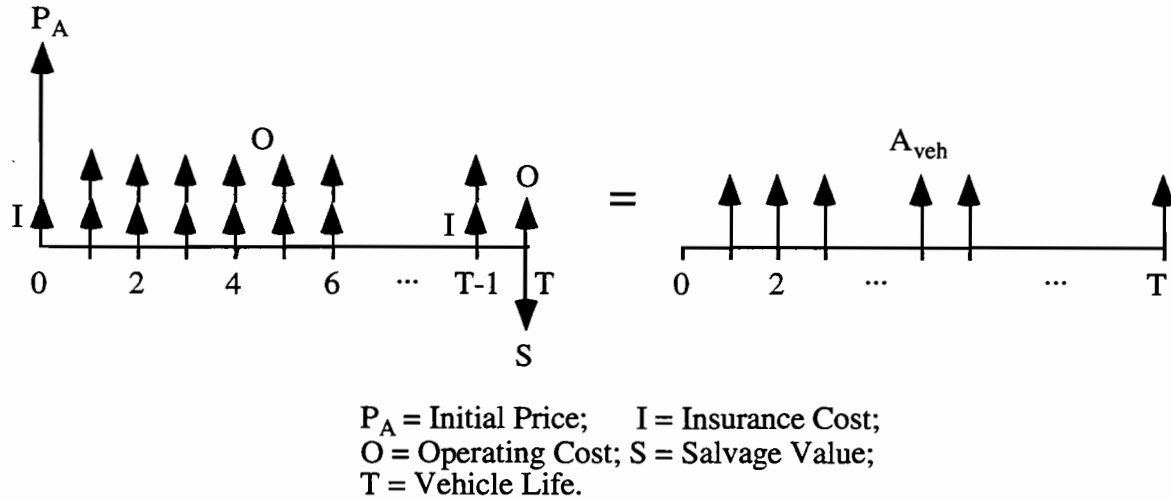 P_A
O
O
A_veh
I
I
=
0 2 4 6 ... T-1 T
0 2 ... ... T
S
P_A = Initial Price; I = Insurance Cost;
O = Operating Cost; S = Salvage Value;
T = Vehicle Life.